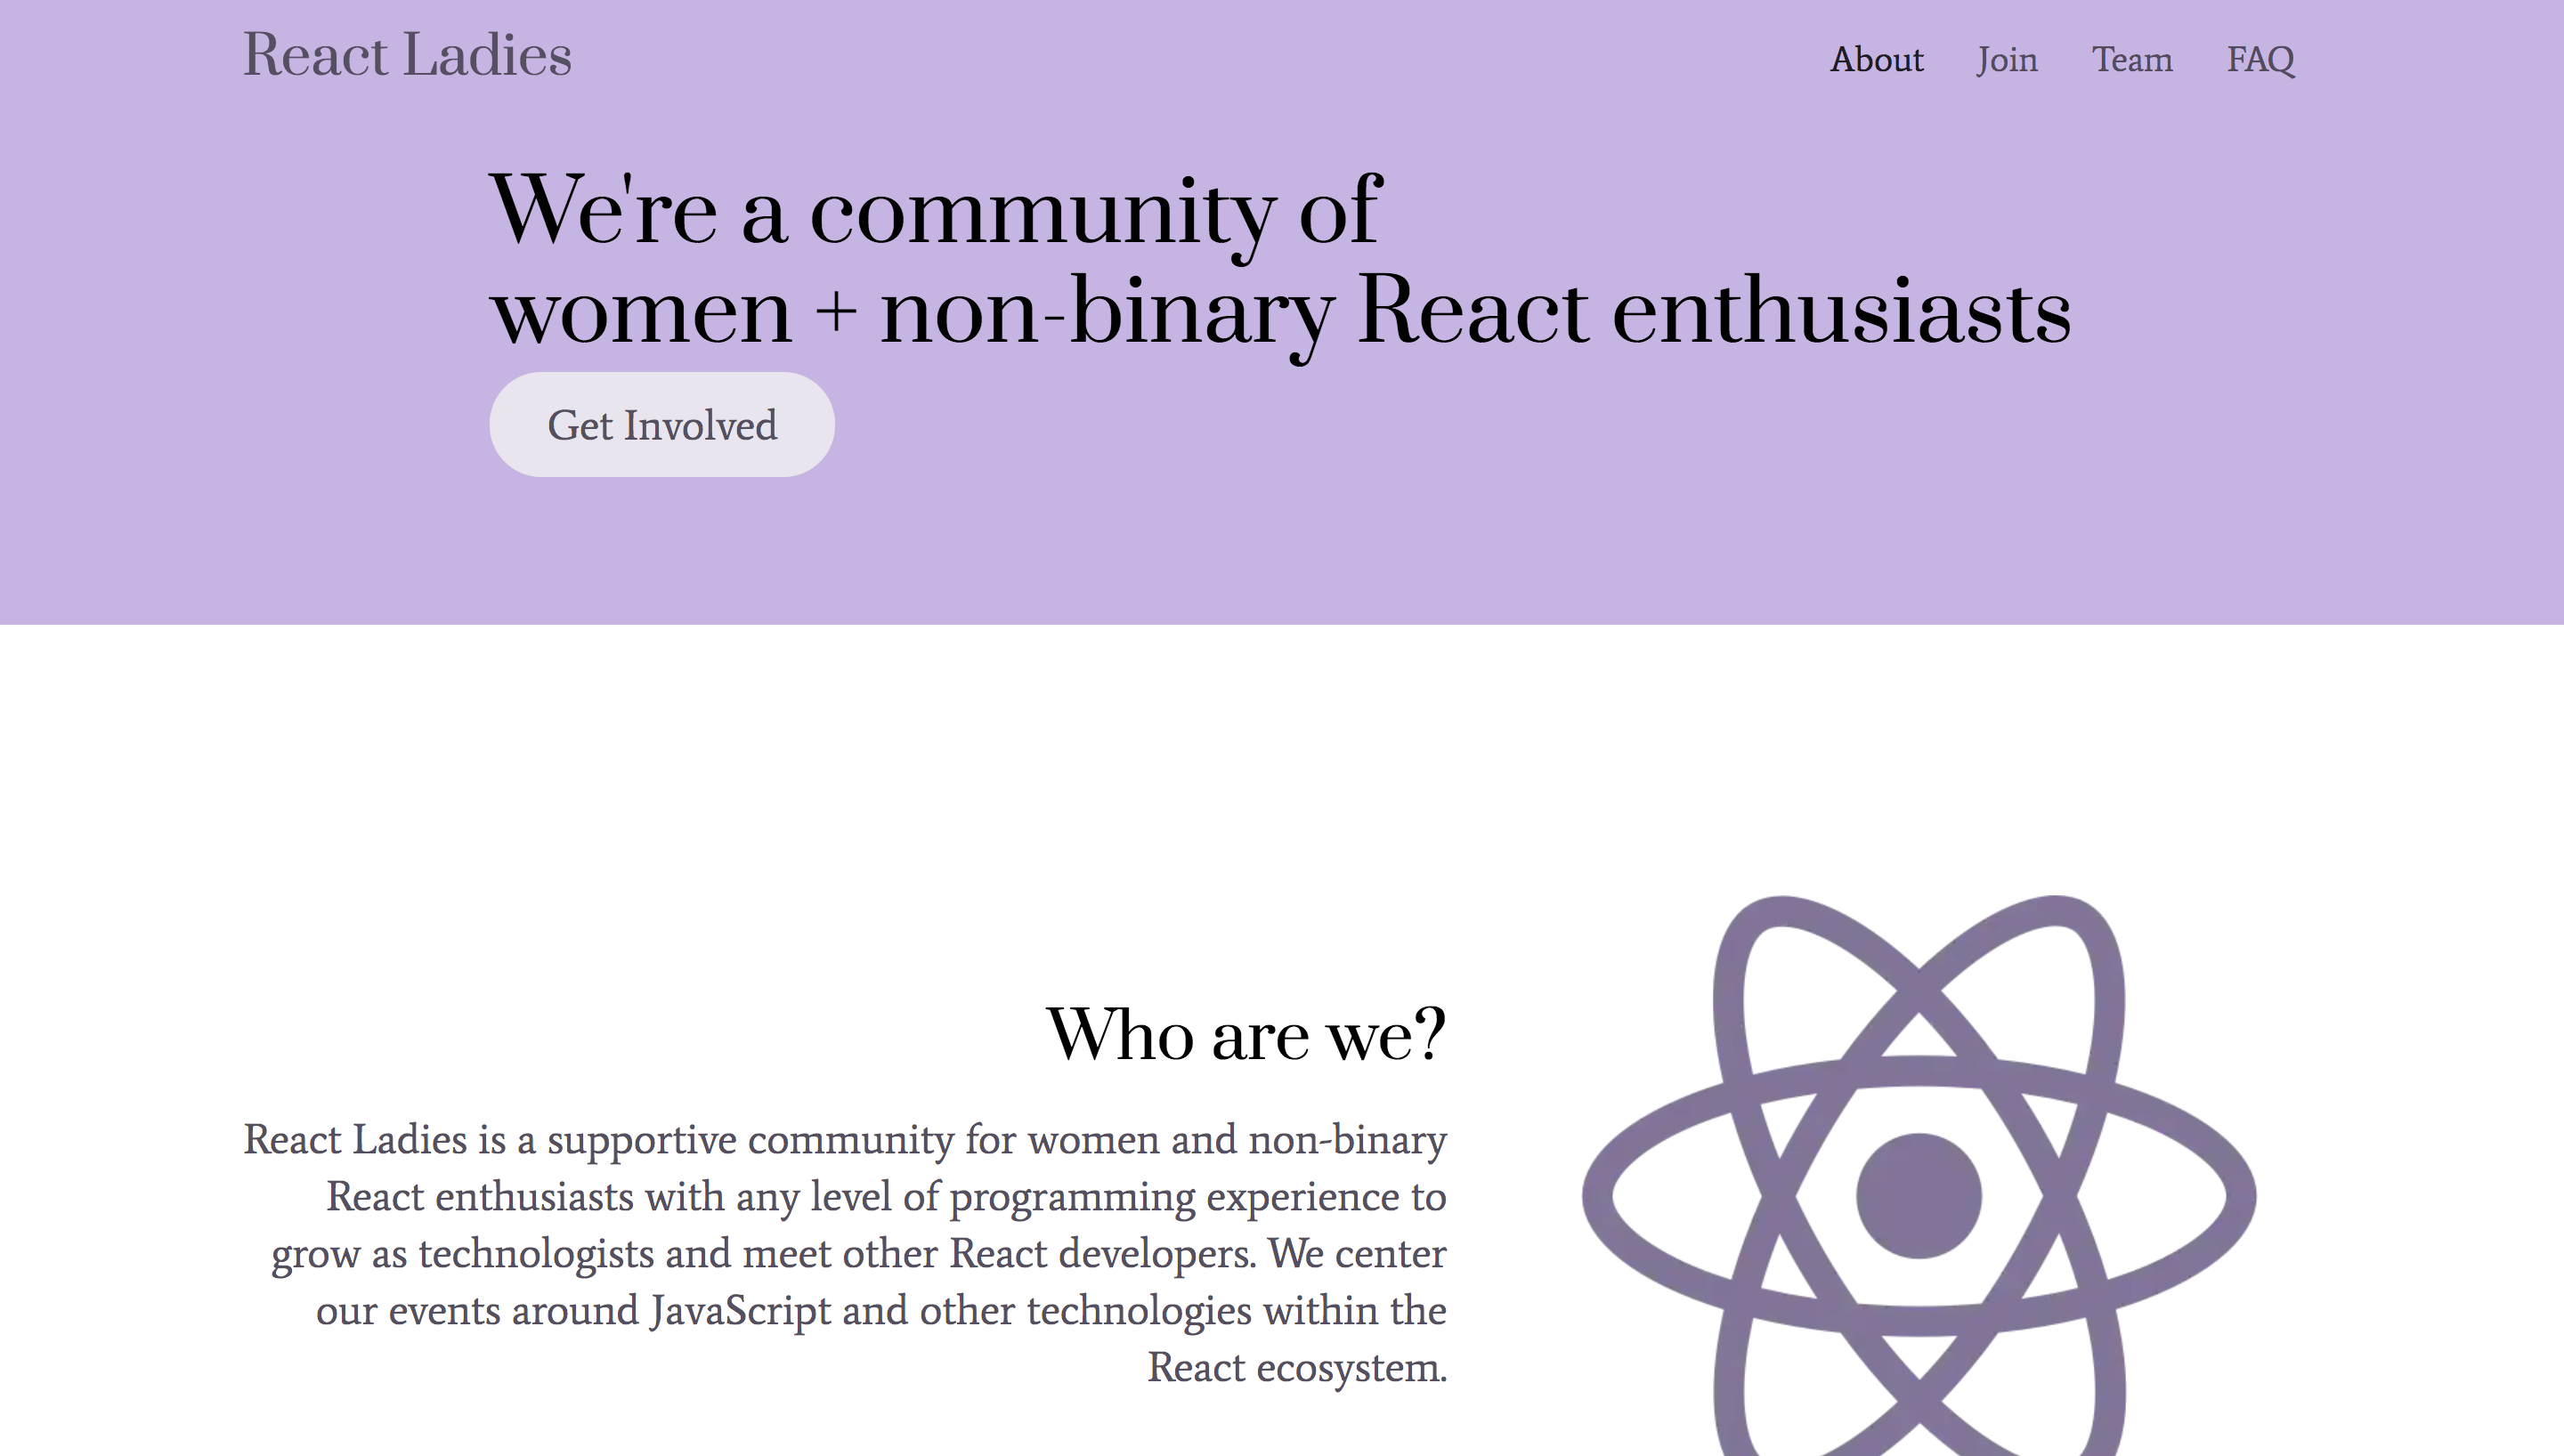 React Ladies
About Join Team FAQ
We're a community of
women + non-binary React enthusiasts
Get Involved
Who are we?
React Ladies is a supportive community for women and non-binary
React enthusiasts with any level of programming experience to
grow as technologists and meet other React developers. We center
our events around JavaScript and other technologies within the
React ecosystem.